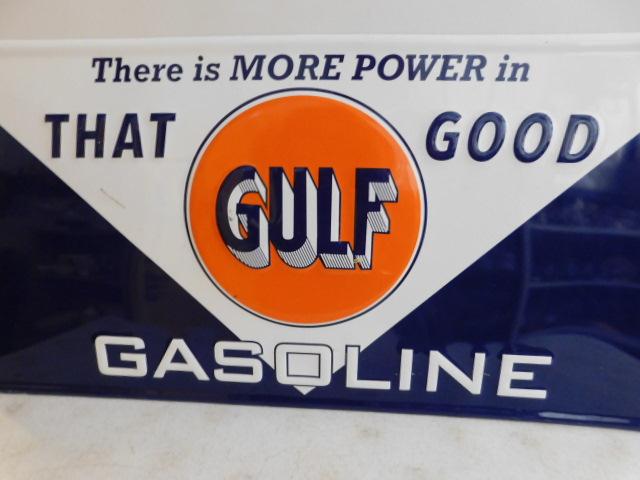 There is MORE POWER in
THAT GOOD
GULF
GASOLINE